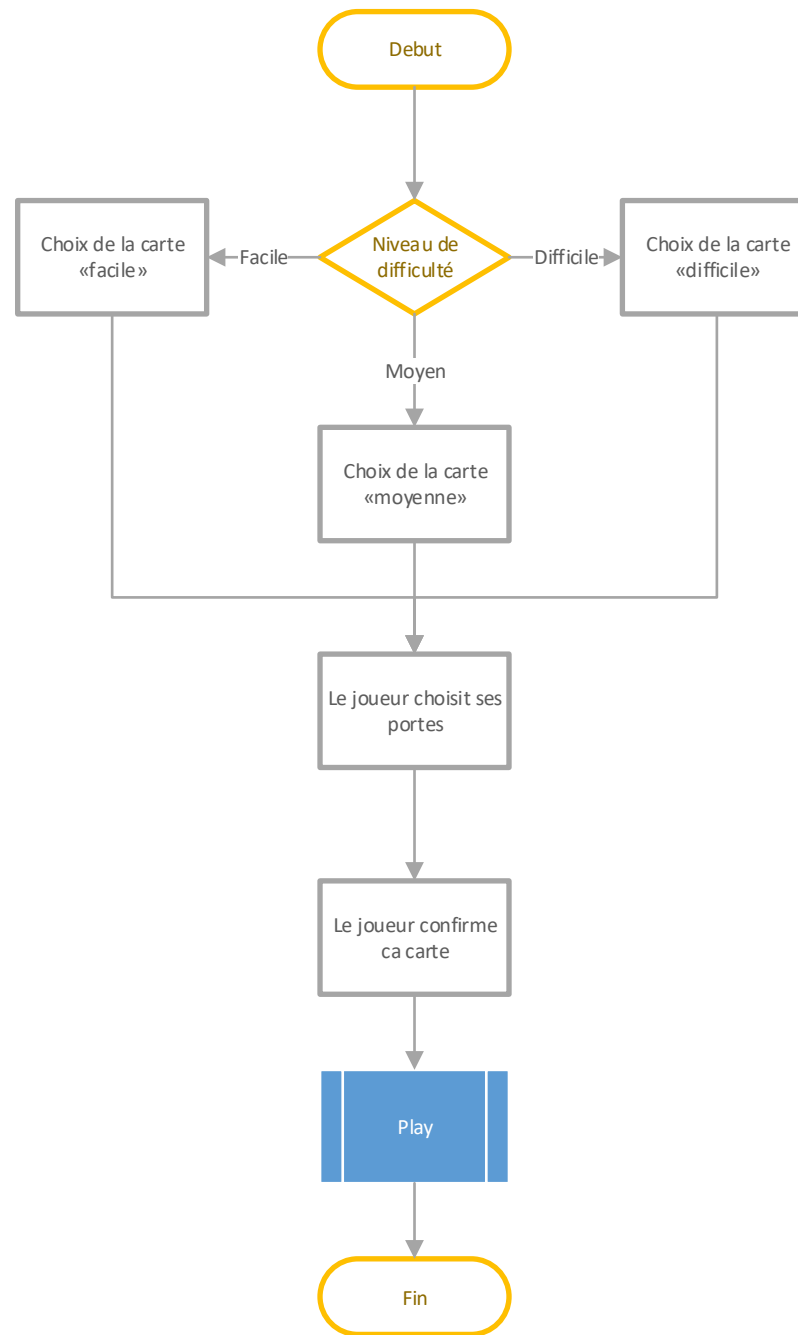 Debut
Choix de la carte
«facile»
Facile
Niveau de
difficulté
Difficile
Choix de la carte
«difficile»
Moyen
Choix de la carte
«moyenne»
Le joueur choisit ses
portes
Le joueur confirme
ca carte
Play
Fin